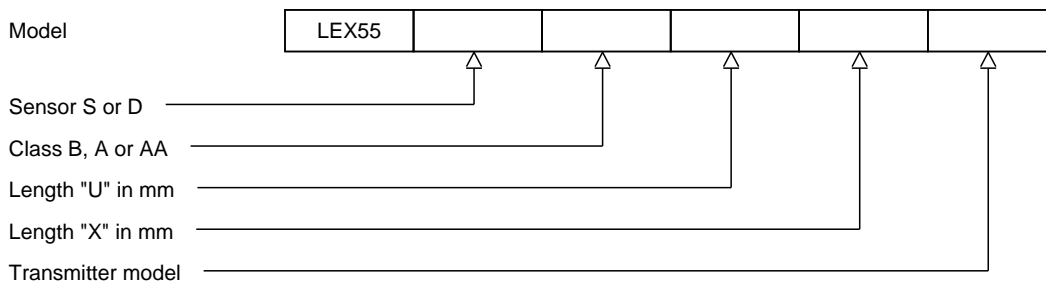 Model LEX55
Sensor S or D
Class B, A or AA
Length "U" in mm
Length "X" in mm
Transmitter model